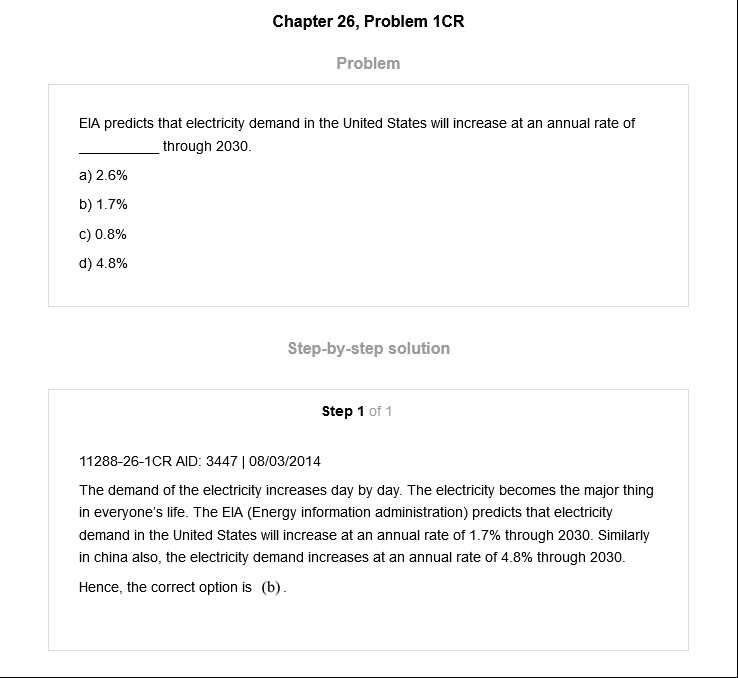 Chapter 26, Problem 1CR
Problem
EIA predicts that electricity demand in the United States will increase at an annual rate of
__________ through 2030.
a) 2.6%
b) 1.7%
c) 0.8%
d) 4.8%
Step-by-step solution
Step 1 of 1
11288-26-1CR AID: 3447 | 08/03/2014
The demand of the electricity increases day by day. The electricity becomes the major thing
in everyone’s life. The EIA (Energy information administration) predicts that electricity
demand in the United States will increase at an annual rate of 1.7% through 2030. Similarly
in china also, the electricity demand increases at an annual rate of 4.8% through 2030.
Hence, the correct option is (b).